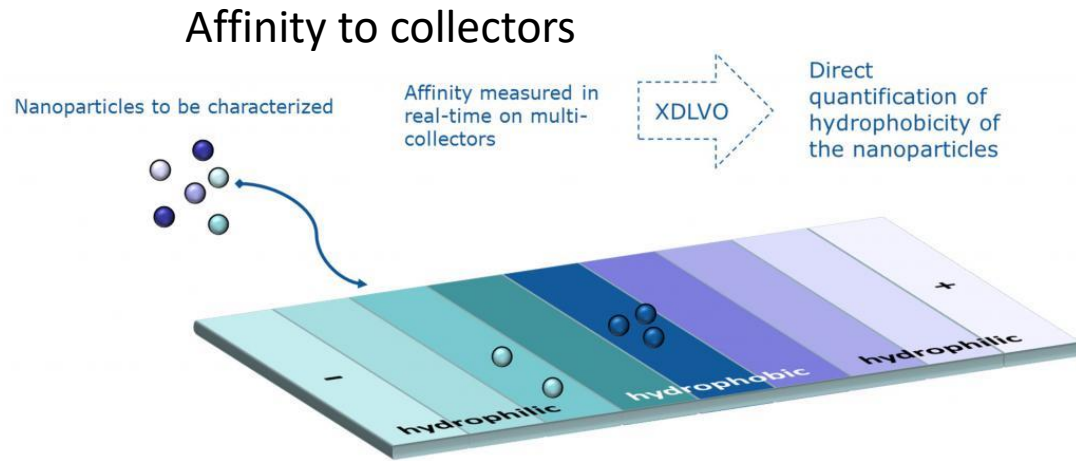 Affinity to collectors
Nanoparticles to be characterized
Affinity measured in
real-time on multi-
collectors
XDLVO
Direct
quantification of
hydrophobicity of
the nanoparticles
-
+
hydrophilic
hydrophobic
hydrophilic